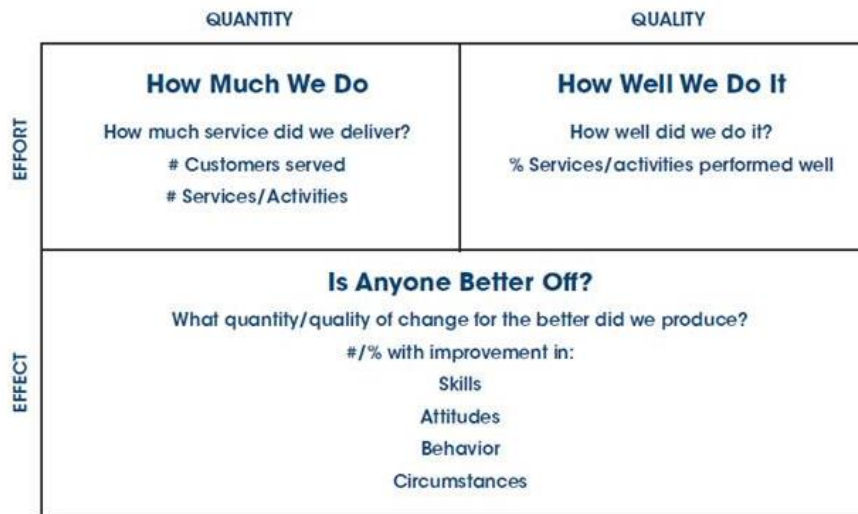 QUANTITY
QUALITY
EFFORT
How Much We Do
How much service did we deliver?
# Customers served
# Services/Activities
How Well We Do It
How well did we do it?
% Services/activities performed well
EFFECT
Is Anyone Better Off?
What quantity/quality of change for the better did we produce?
#/% with improvement in:
Skills
Attitudes
Behavior
Circumstances